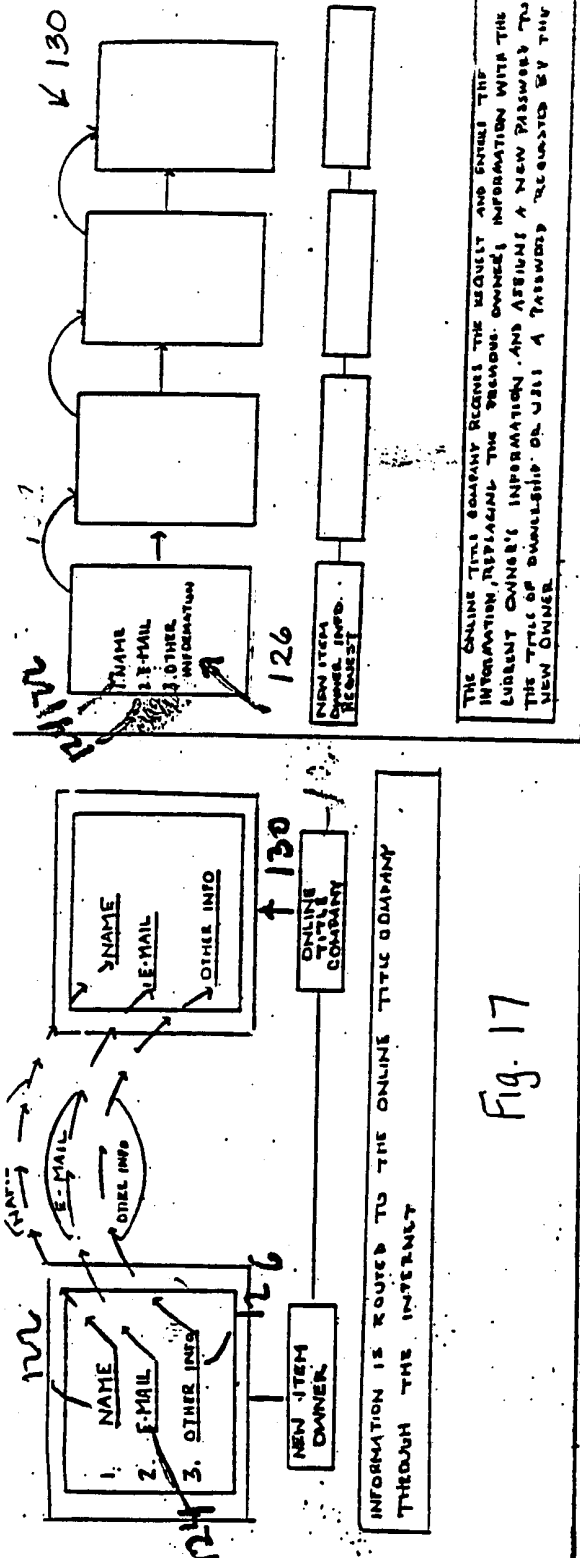 122
1. NAME
2. E-MAIL
3. OTHER INFO
124
126
E-MAIL
OTHER INFO
NAME
E-MAIL
OTHER INFO
130
NEW ITEM
OWNER
ONLINE
TITLE
COMPANY
INFORMATION IS ROUTED TO THE ONLINE TITLE COMPANY
THROUGH THE INTERNET
Fig. 17
124 122
1. NAME
2. E-MAIL
3. OTHER
INFORMATION
126
130
NEW ITEM
OWNER INFO.
REQUEST
THE ONLINE TITLE COMPANY RECEIVES THE REQUEST AND ENTERS THE
INFORMATION, REPLACING THE PREVIOUS OWNER'S INFORMATION WITH THE
CURRENT OWNER'S INFORMATION. AND ASSIGNS A NEW PASSWORD TO
THE TITLE OF OWNERSHIP OR USES A PASSWORD REQUESTED BY THE
NEW OWNER